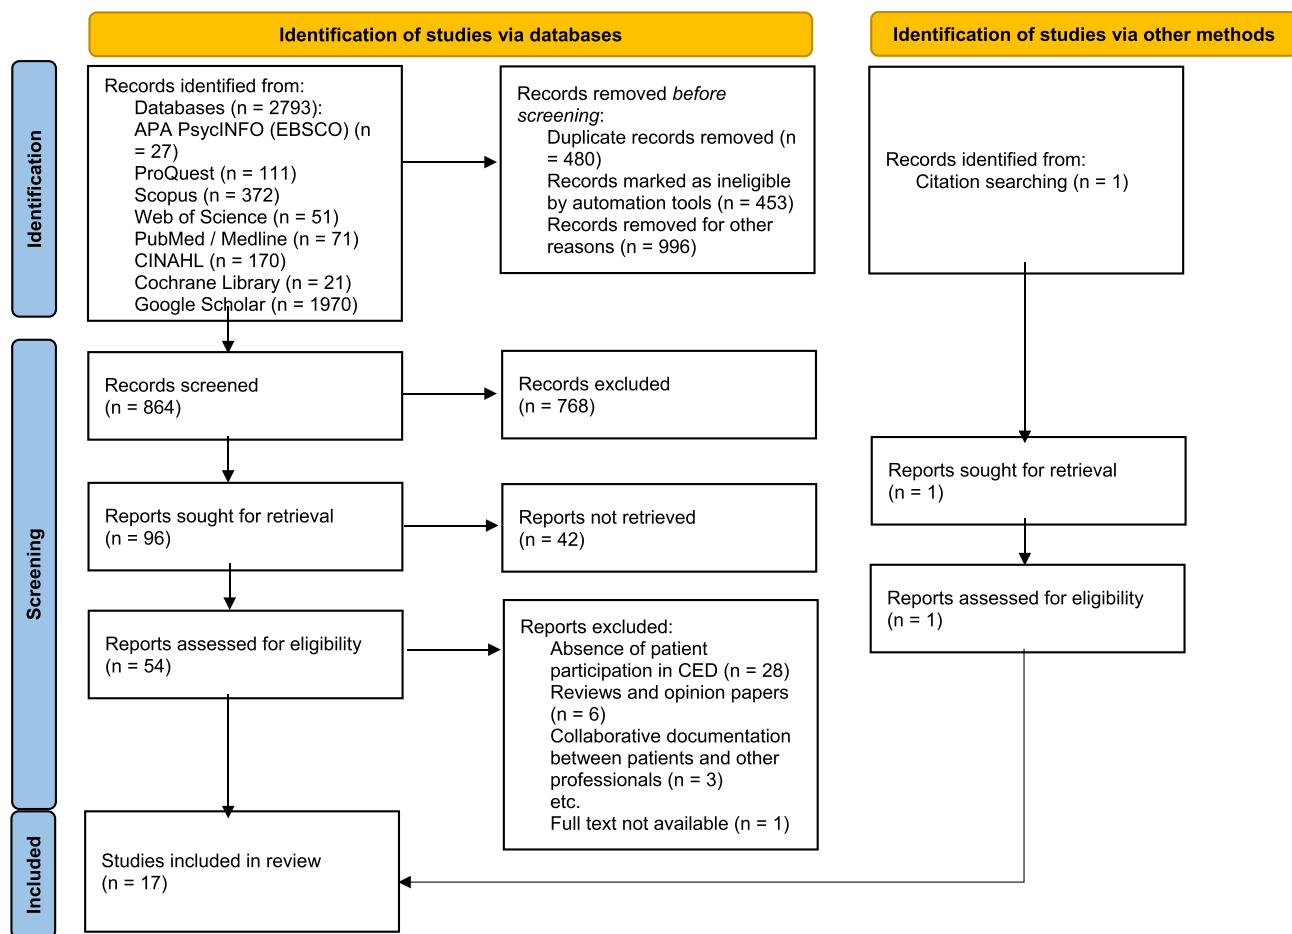 Identification of studies via databases
Identification of studies via other methods
Identification
Records identified from:
Databases (n = 2793):
APA PsycINFO (EBSCO) (n
= 27)
ProQuest (n = 111)
Scopus (n = 372)
Web of Science (n = 51)
PubMed / Medline (n = 71)
CINAHL (n = 170)
Cochrane Library (n = 21)
Google Scholar (n = 1970)
Records removed before
screening:
Duplicate records removed (n
= 480)
Records marked as ineligible
by automation tools (n = 453)
Records removed for other
reasons (n = 996)
Records identified from:
Citation searching (n = 1)
Screening
Records screened
(n = 864)
Records excluded
(n = 768)
Reports sought for retrieval
(n = 96)
Reports not retrieved
(n = 42)
Reports sought for retrieval
(n = 1)
Reports assessed for eligibility
(n = 54)
Reports excluded:
Absence of patient
participation in CED (n = 28)
Reviews and opinion papers
(n = 6)
Collaborative documentation
between patients and other
professionals (n = 3)
etc.
Full text not available (n = 1)
Reports assessed for eligibility
(n = 1)
Included
Studies included in review
(n = 17)